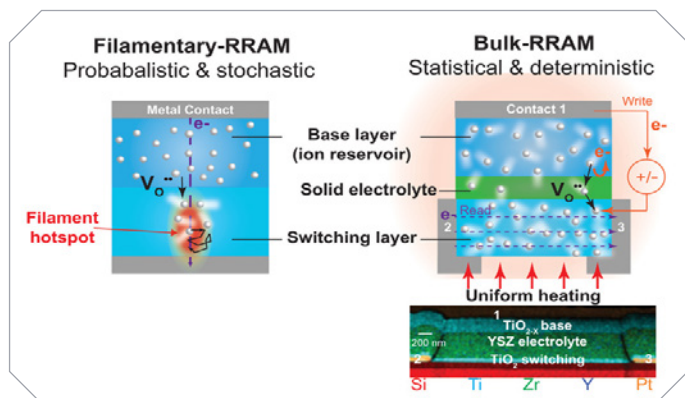 Filamentary-RRAM
Probabalistic & stochastic
Bulk-RRAM
Statistical & deterministic
Metal Contact
e-
Base layer
(ion reservoir)
Solid electrolyte
Vo••
Filament
hotspot
Switching layer
Contact 1
Write
e-
e-
+/-
Vo••
e-
Read
2
3
Uniform heating
1
TiO2-X base
YSZ electrolyte
200 nm
2
TiO2 switching
3
Si Ti Zr Y Pt